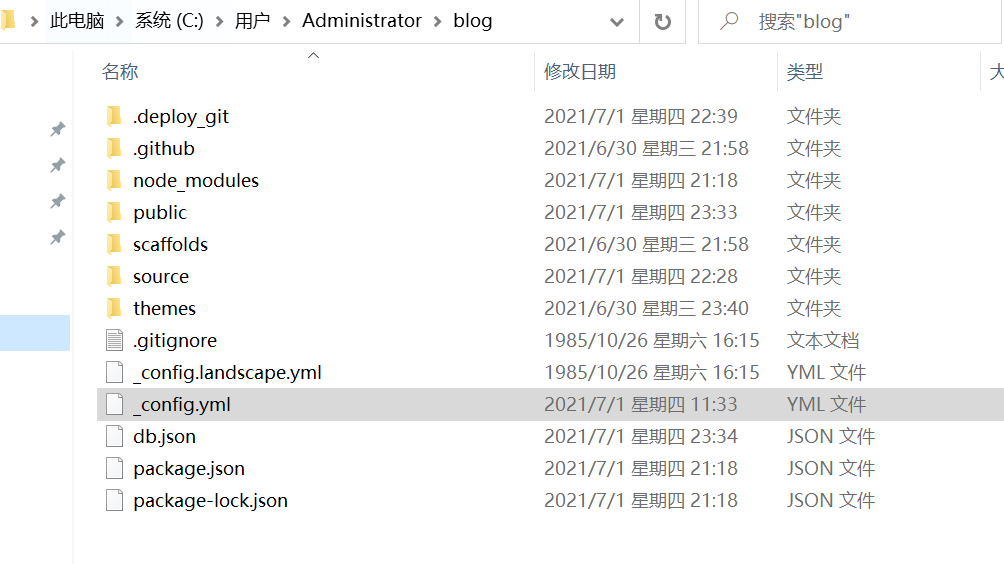 此电脑 系统 (C:) 用户 Administrator blog 搜索"blog"
名称 修改日期 类型
.deploy_git 2021/7/1 星期四 22:39 文件夹
.github 2021/6/30 星期三 21:58 文件夹
node_modules 2021/7/1 星期四 21:18 文件夹
public 2021/7/1 星期四 23:33 文件夹
scaffolds 2021/6/30 星期三 21:58 文件夹
source 2021/7/1 星期四 22:28 文件夹
themes 2021/6/30 星期三 23:40 文件夹
.gitignore 1985/10/26 星期六 16:15 文本文档
_config.landscape.yml 1985/10/26 星期六 16:15 YML 文件
_config.yml 2021/7/1 星期四 11:33 YML 文件
db.json 2021/7/1 星期四 23:34 JSON 文件
package.json 2021/7/1 星期四 21:18 JSON 文件
package-lock.json 2021/7/1 星期四 21:18 JSON 文件